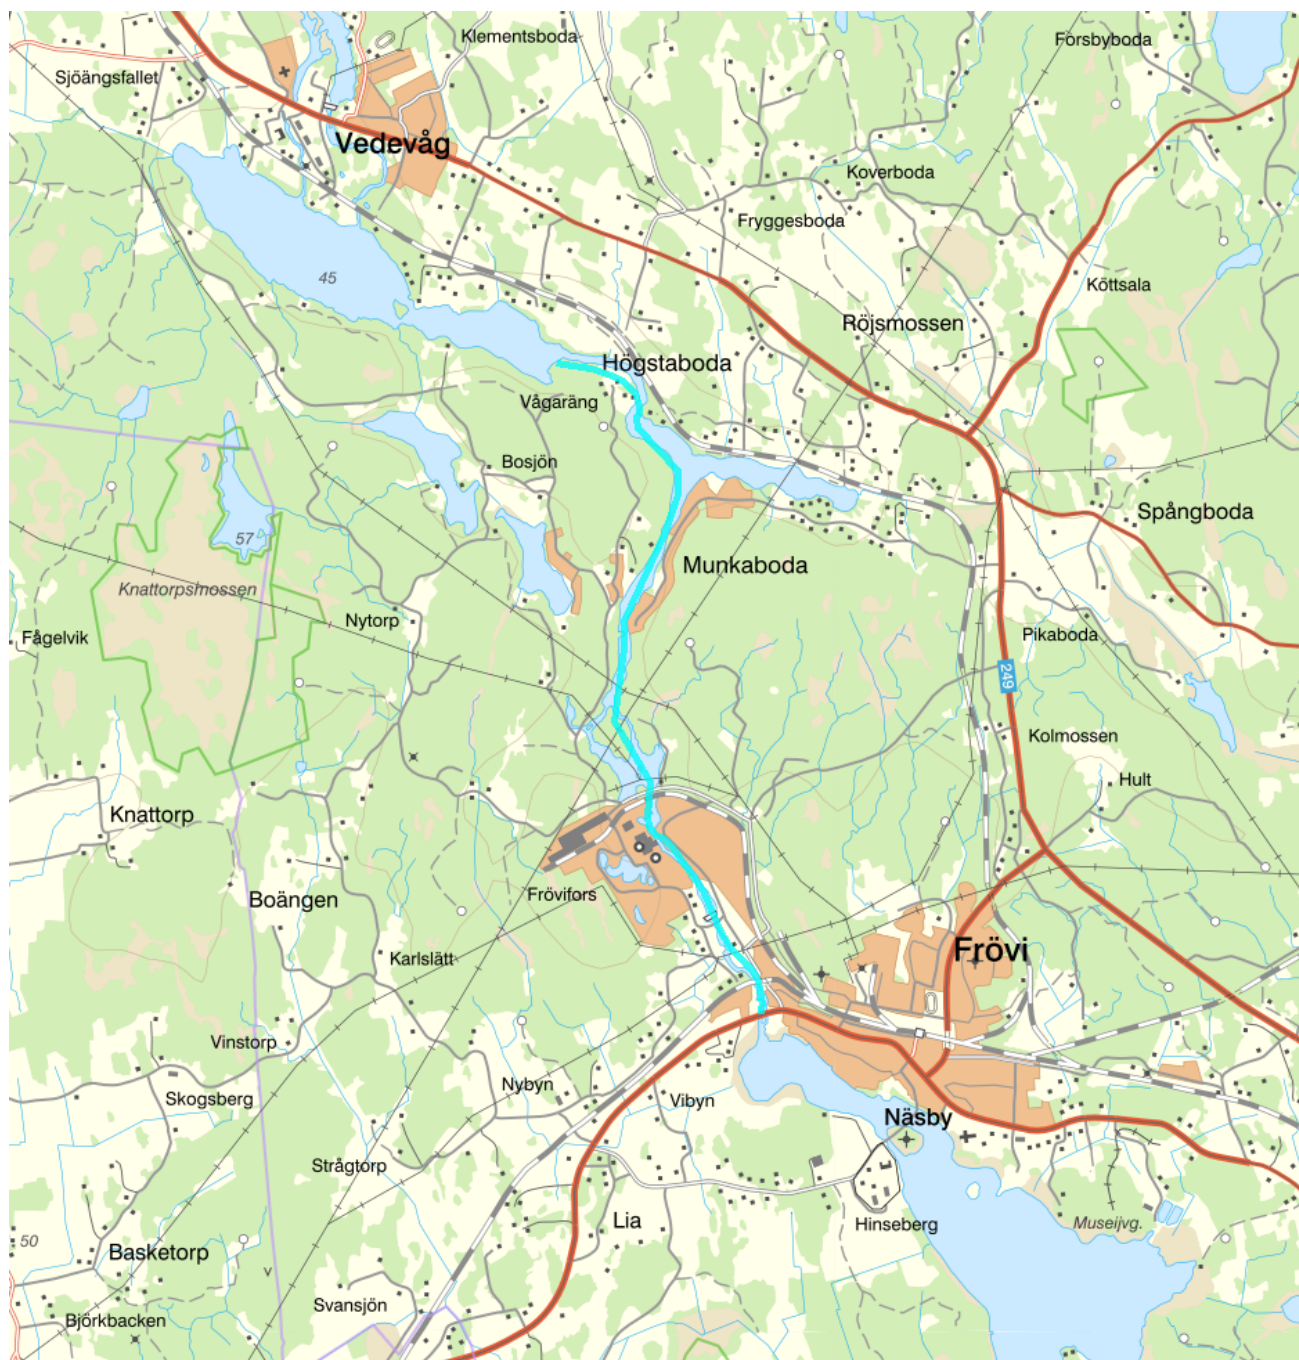 Klementsboda
Forsbyboda
Sjöängsfallet
Vedevåg
Koverboda
Fryggesboda
45
Köttsala
Röjsmossen
Högstaboda
Vågaräng
Bosjön
Spångboda
57
Munkaboda
Knattorpsmossen
Nytorp
Fågelvik
Pikaboda
249
Kolmossen
Hult
Knattorp
Frövifors
Boängen
Karlslätt
Frövi
Vinstorp
Nybyn
Skogsberg
Vibyn
Näsby
Strågtorp
Lia
Hinseberg
Museijvg.
50
Basketorp
Svansjön
Björkbacken